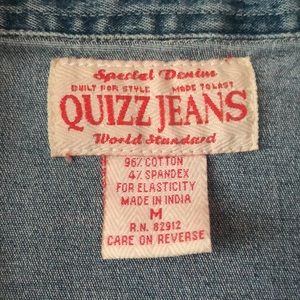 Special Denim
BUILT FOR STYLE MADE TO LAST
QUIZZ JEANS
World Standard
96% COTTON
4% SPANDEX
FOR ELASTICITY
MADE IN INDIA
M
R.N. 82912
CARE ON REVERSE